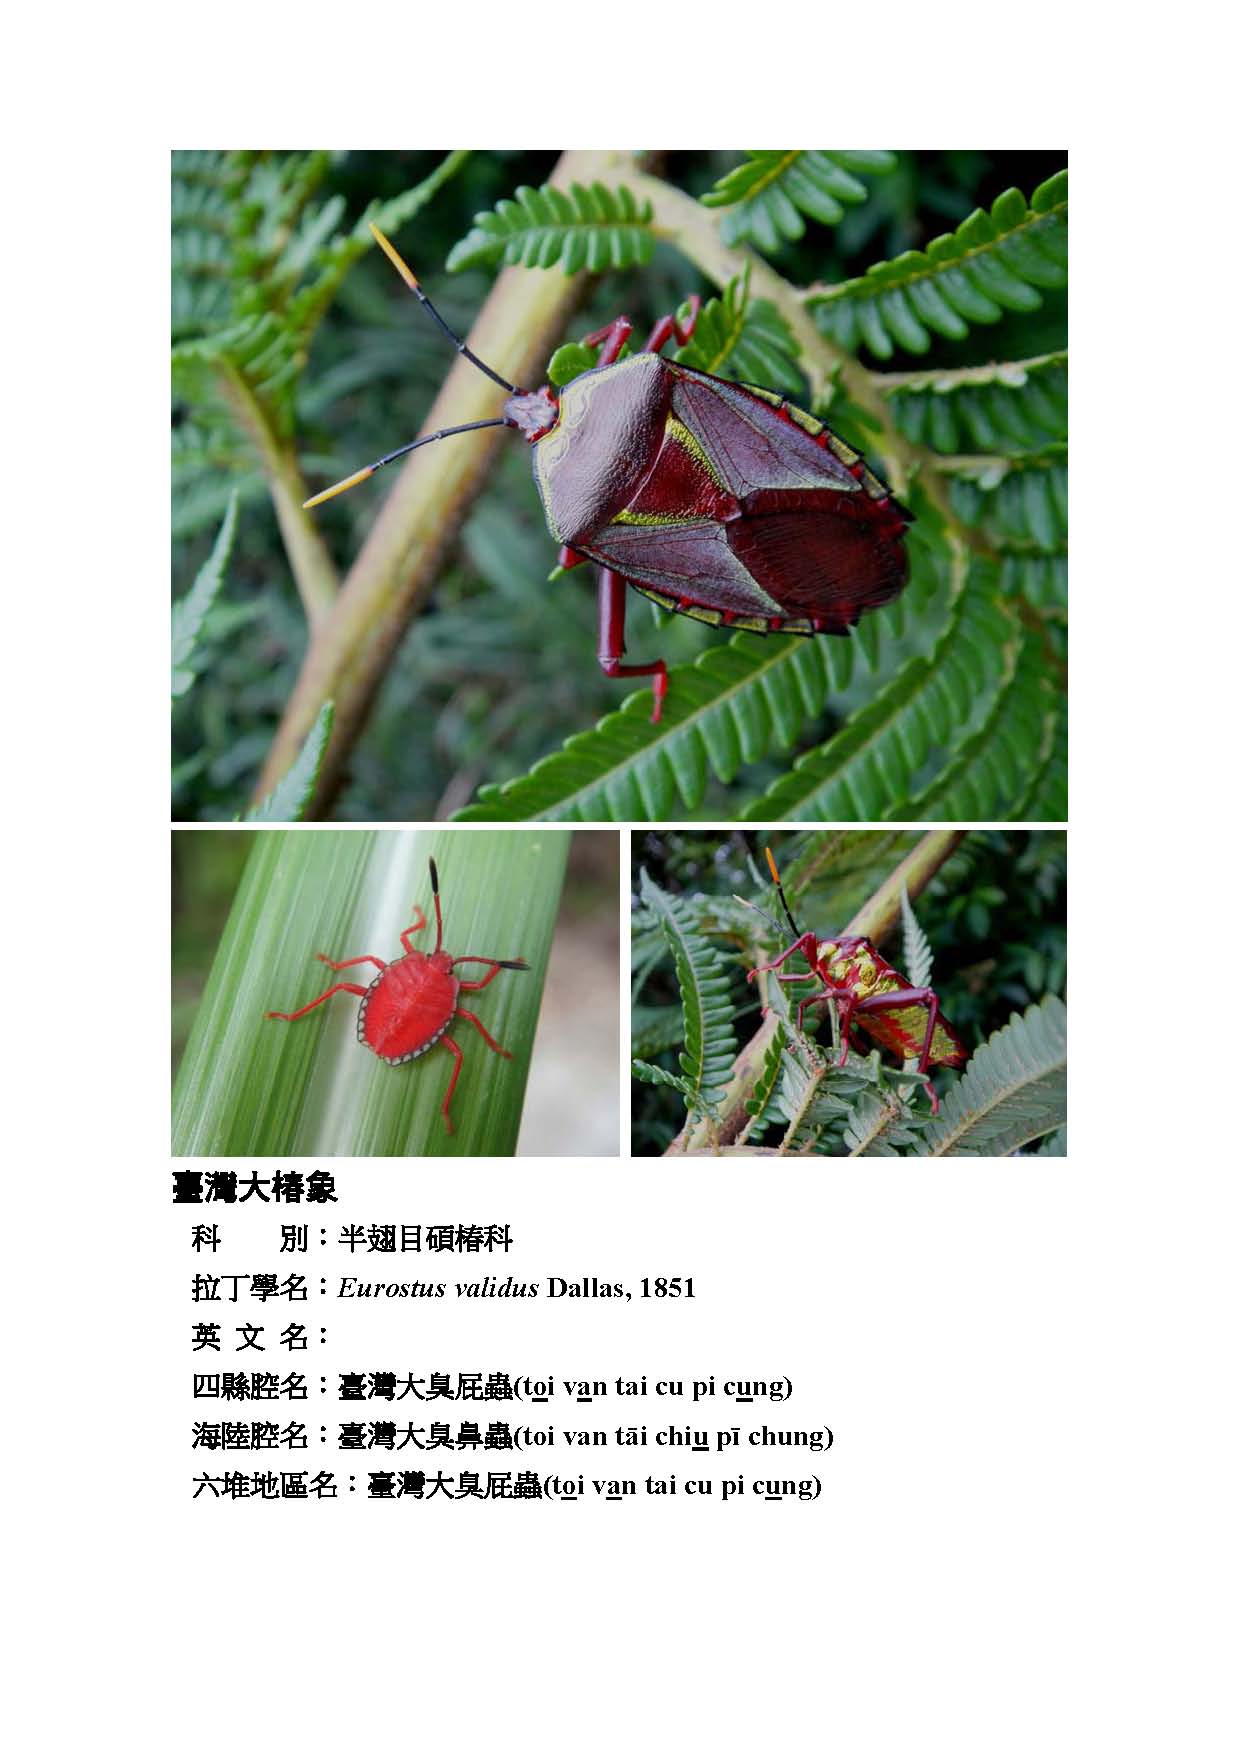 臺灣大椿象
科　　別：半翅目碩椿科
拉丁學名：Eurostus validus Dallas, 1851
英 文 名：
四縣腔名：臺灣大臭屁蟲(toi van tai cu pi cung)
海陸腔名：臺灣大臭鼻蟲(toi van tāi chiu pī chung)
六堆地區名：臺灣大臭屁蟲(toi van tai cu pi cung)